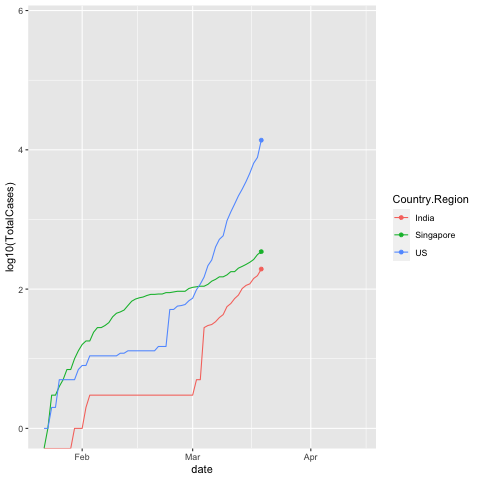 6
4
2
0
log10(TotalCases)
Feb
Mar
Apr
date
Country.Region
India
Singapore
US